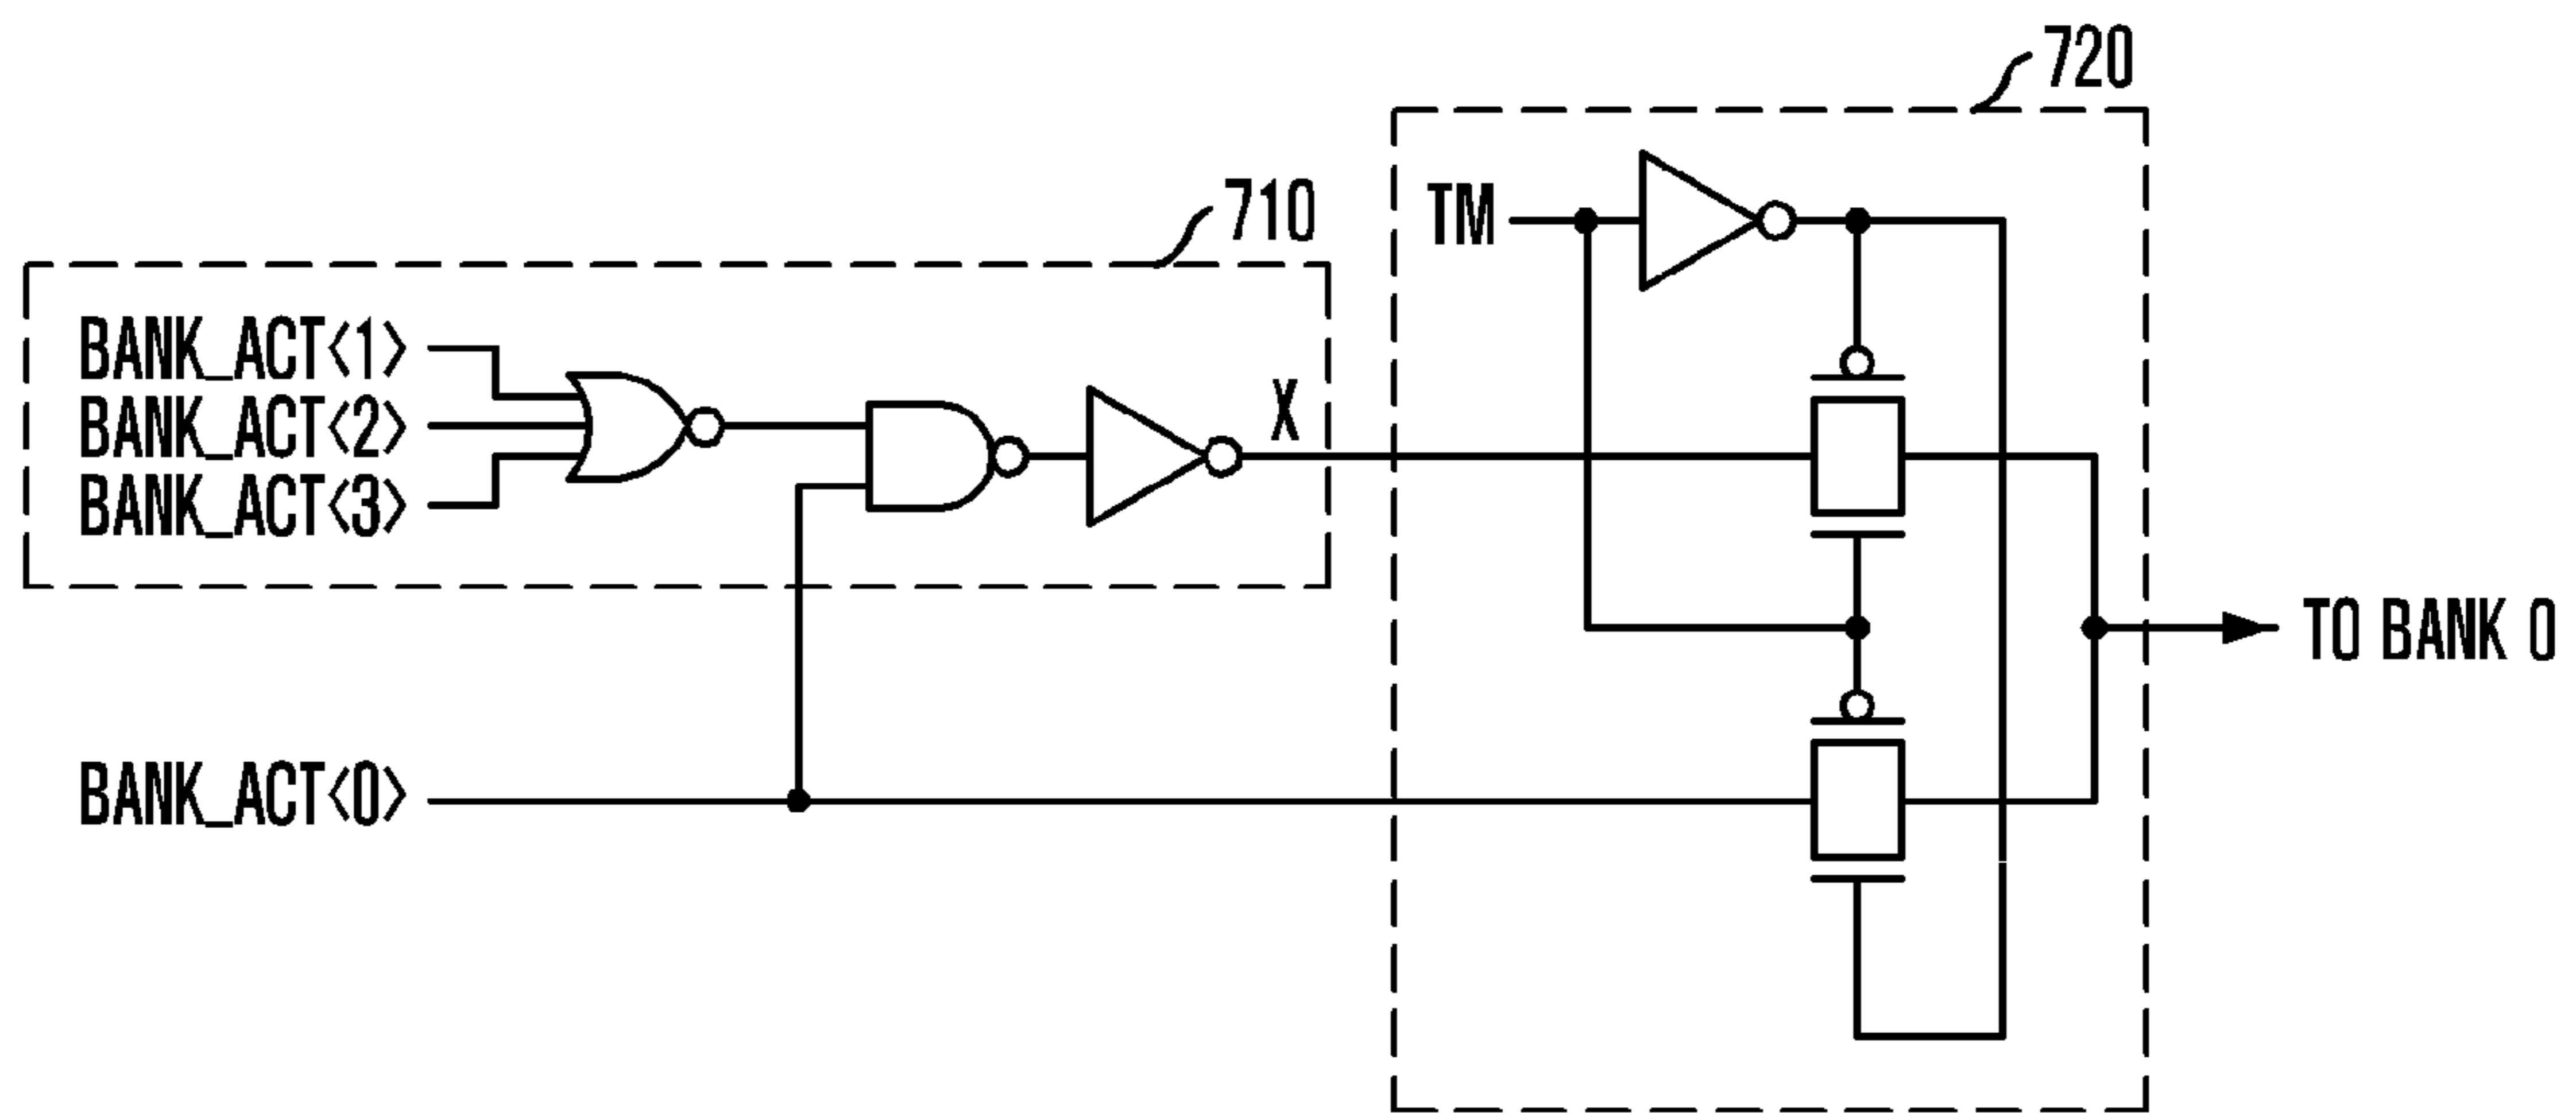 720
TM
710
BANK_ACT<1>
BANK_ACT<2>
BANK_ACT<3>
X
TO BANK 0
BANK_ACT<0>